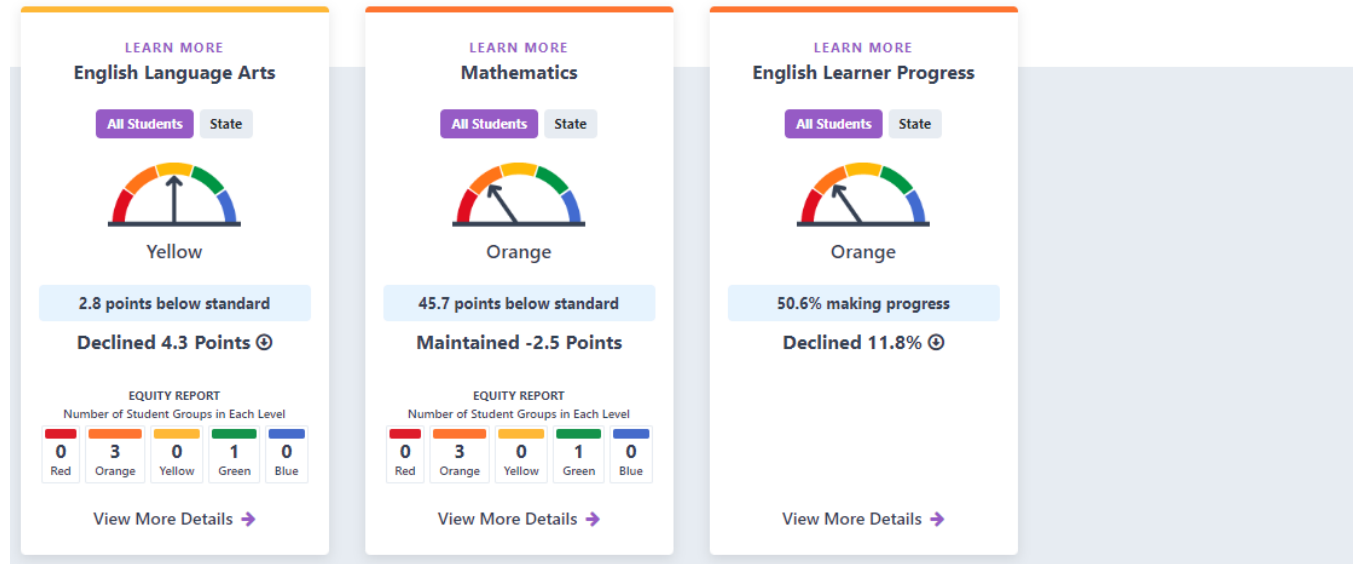 LEARN MORE
English Language Arts
All Students State
Yellow
2.8 points below standard
Declined 4.3 Points
EQUITY REPORT
Number of Student Groups in Each Level
0 3 0 1 0
Red Orange Yellow Green Blue
View More Details
LEARN MORE
Mathematics
All Students State
Orange
45.7 points below standard
Maintained -2.5 Points
EQUITY REPORT
Number of Student Groups in Each Level
0 3 0 1 0
Red Orange Yellow Green Blue
View More Details
LEARN MORE
English Learner Progress
All Students State
Orange
50.6% making progress
Declined 11.8%
View More Details